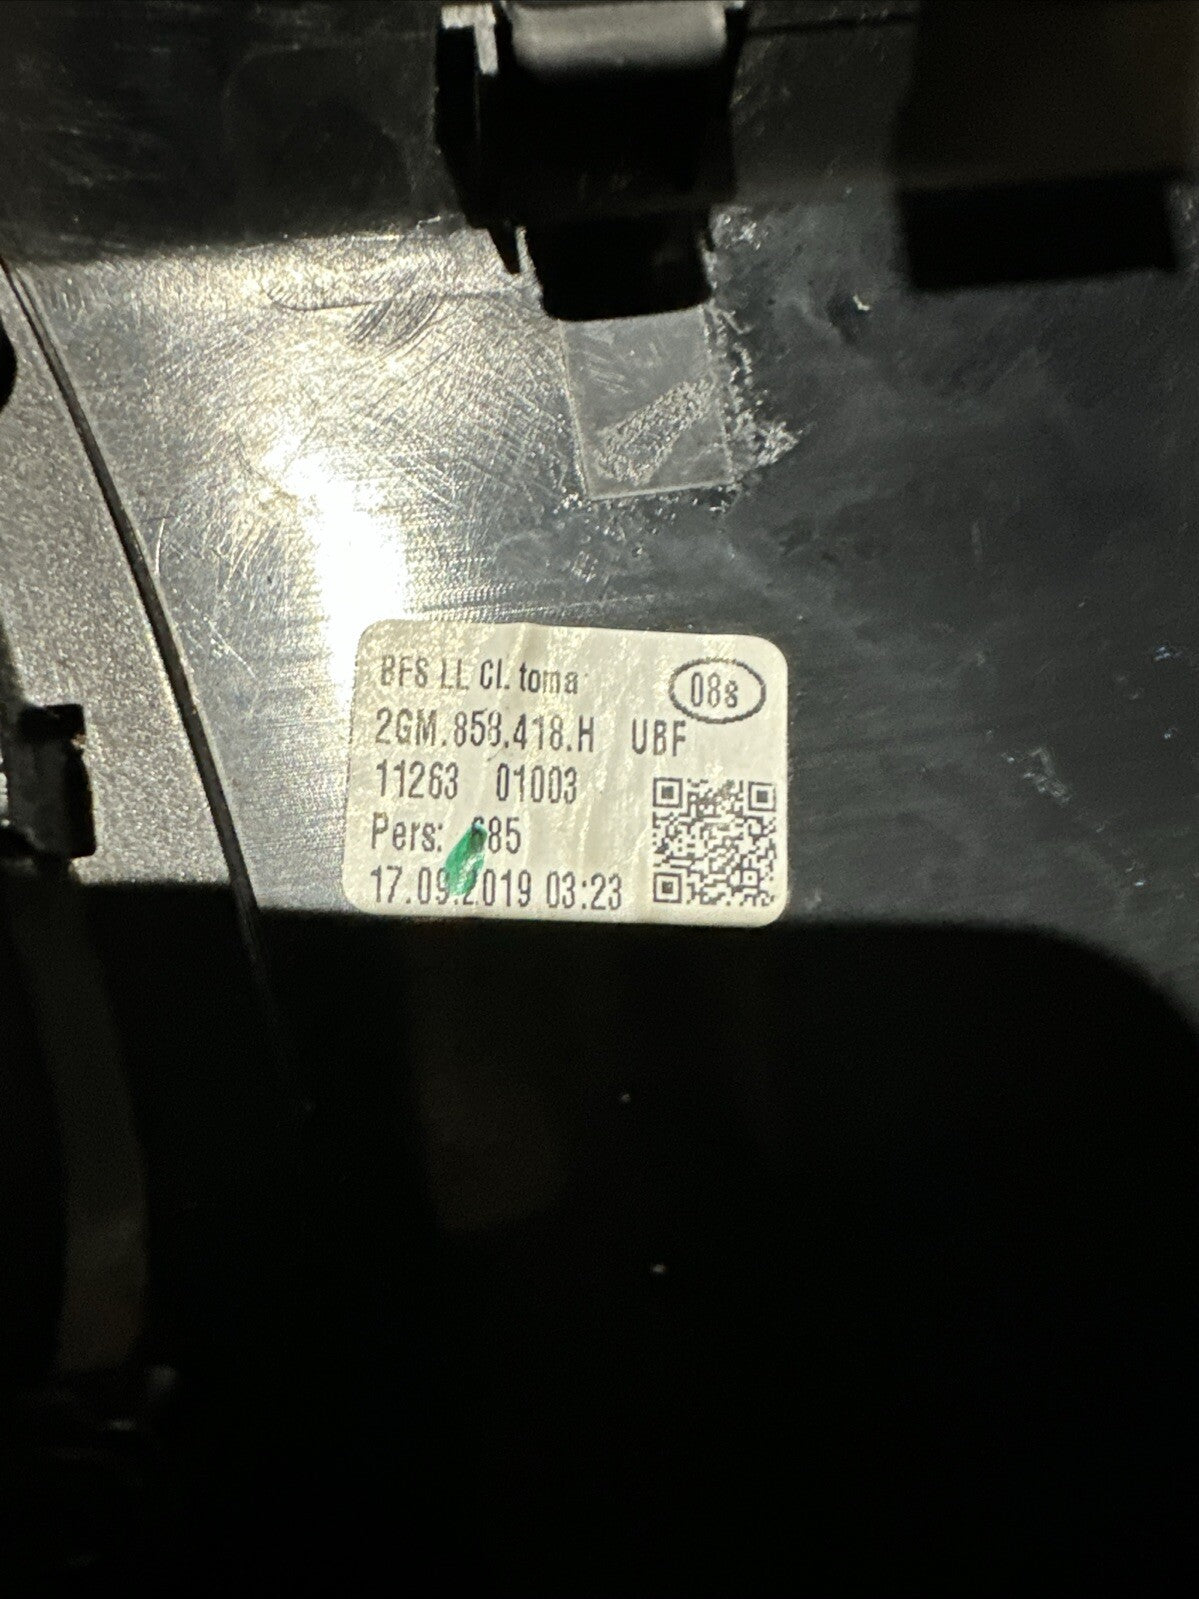 BFS LL Cl. toma 08s
2GM.858.418.H UBF
11263 01003
Pers: 685
17.09.2019 03:23